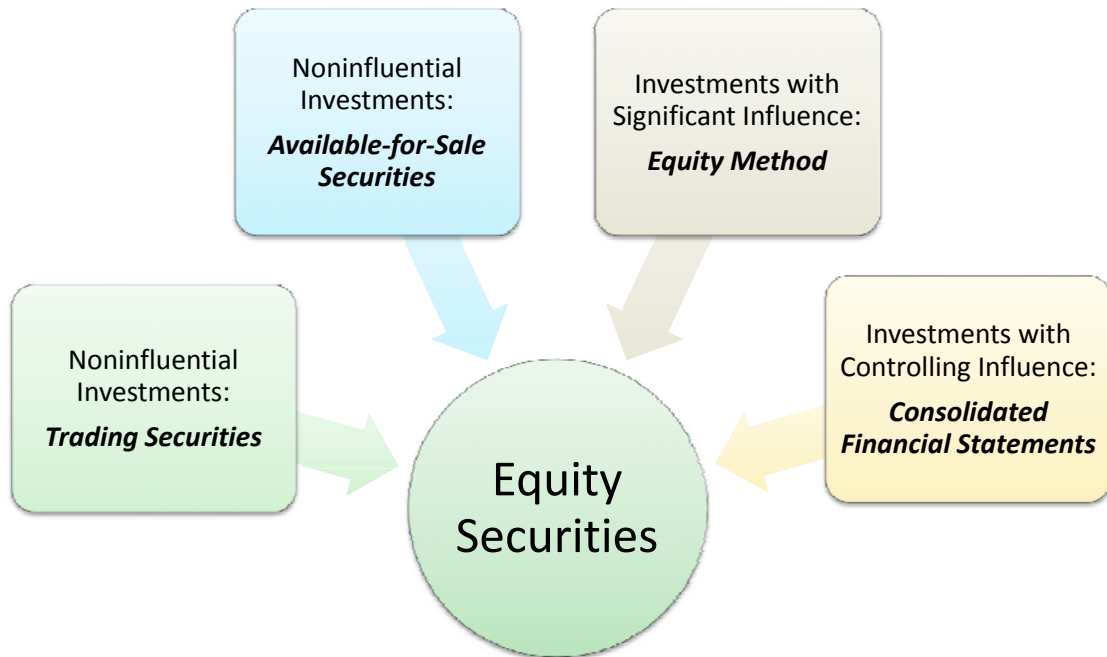 Noninfluential
Investments:
Available-for-Sale
Securities
Investments with
Significant Influence:
Equity Method
Noninfluential
Investments:
Trading Securities
Investments with
Controlling Influence:
Consolidated
Financial Statements
Equity
Securities